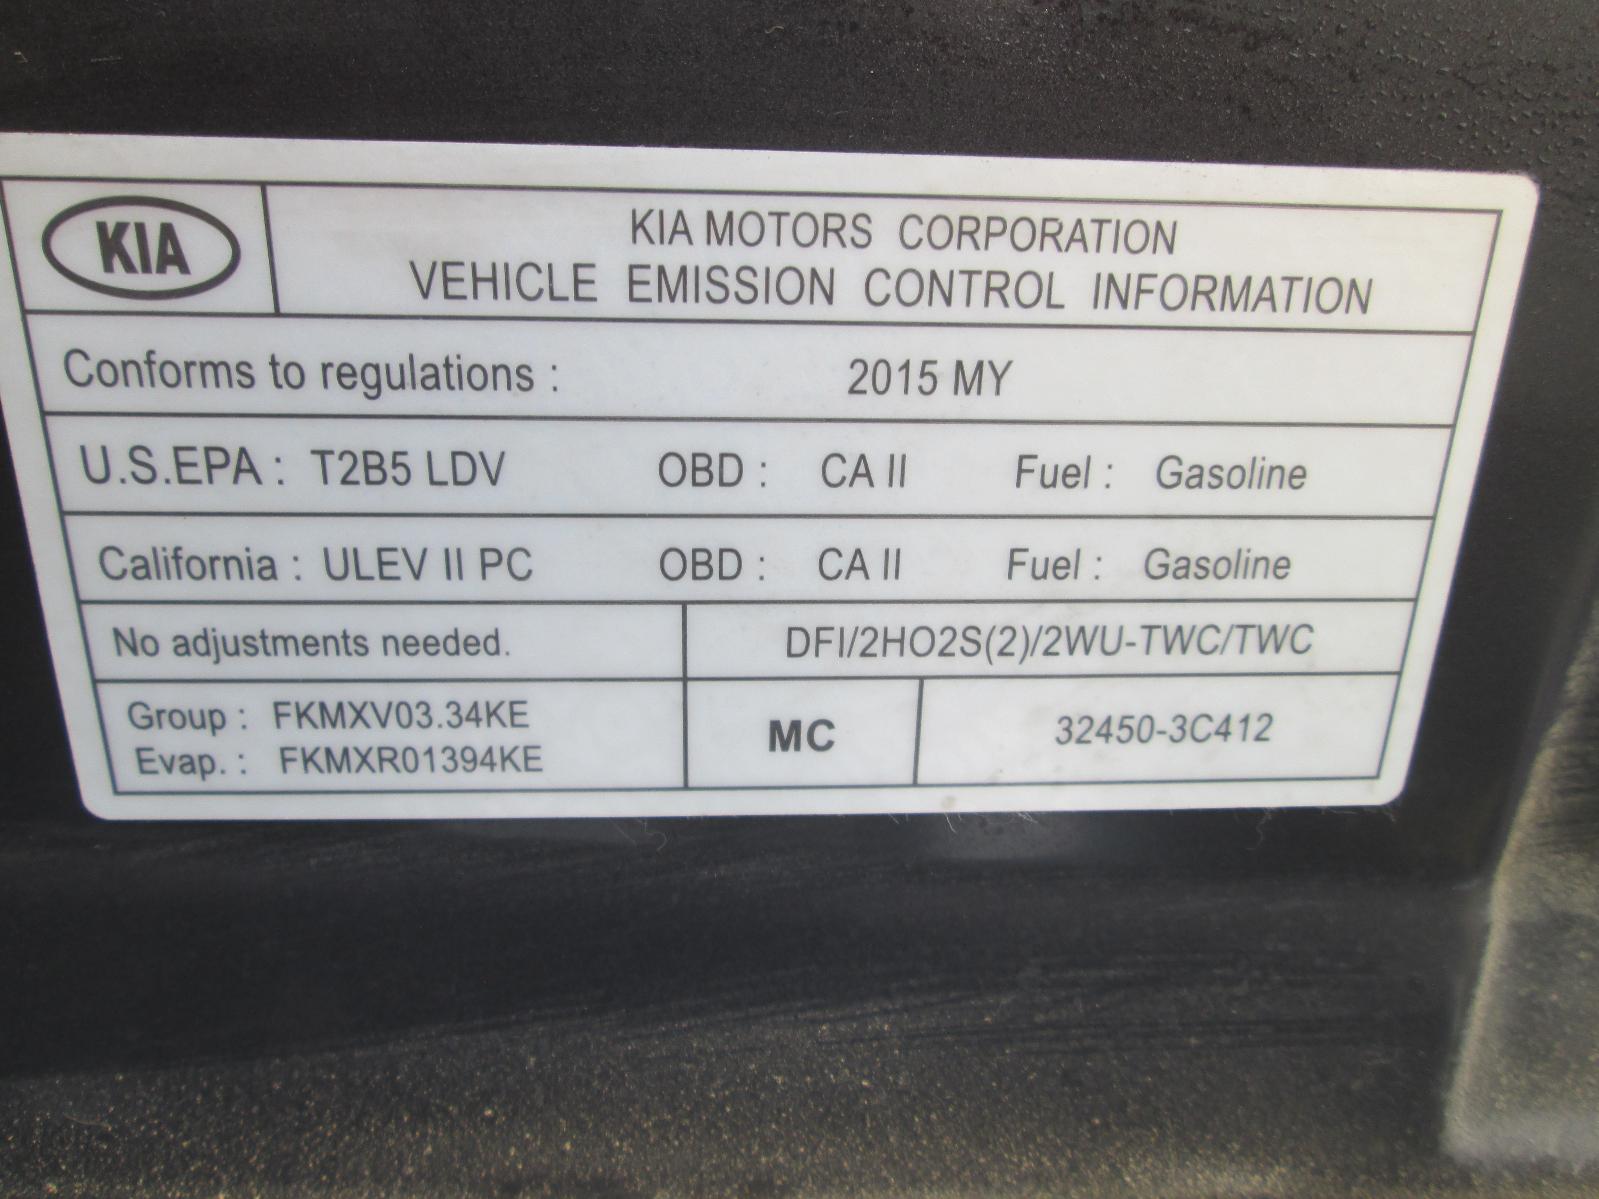 KIA
KIA MOTORS CORPORATION
VEHICLE EMISSION CONTROL INFORMATION
Conforms to regulations : 2015 MY
U.S.EPA : T2B5 LDV OBD : CA II Fuel : Gasoline
California : ULEV II PC OBD : CA II Fuel : Gasoline
No adjustments needed. DFI/2HO2S(2)/2WU-TWC/TWC
Group : FKMXV03.34KE
Evap. : FKMXR01394KE
MC
32450-3C412